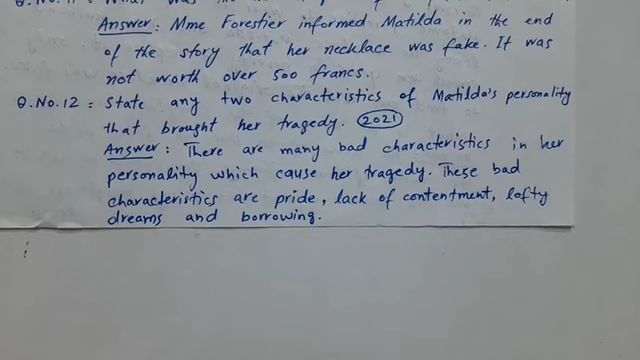 Answer: Mme Forestier informed Matilda in the end
of the story that her necklace was fake. It was
not worth over 500 francs.
Q.No.12 = State any two characteristics of Matilda's personality
that brought her tragedy. 2021
Answer: There are many bad characteristics in her
personality which cause her tragedy. These bad
characteristics are pride, lack of contentment, lofty
dreams and borrowing.